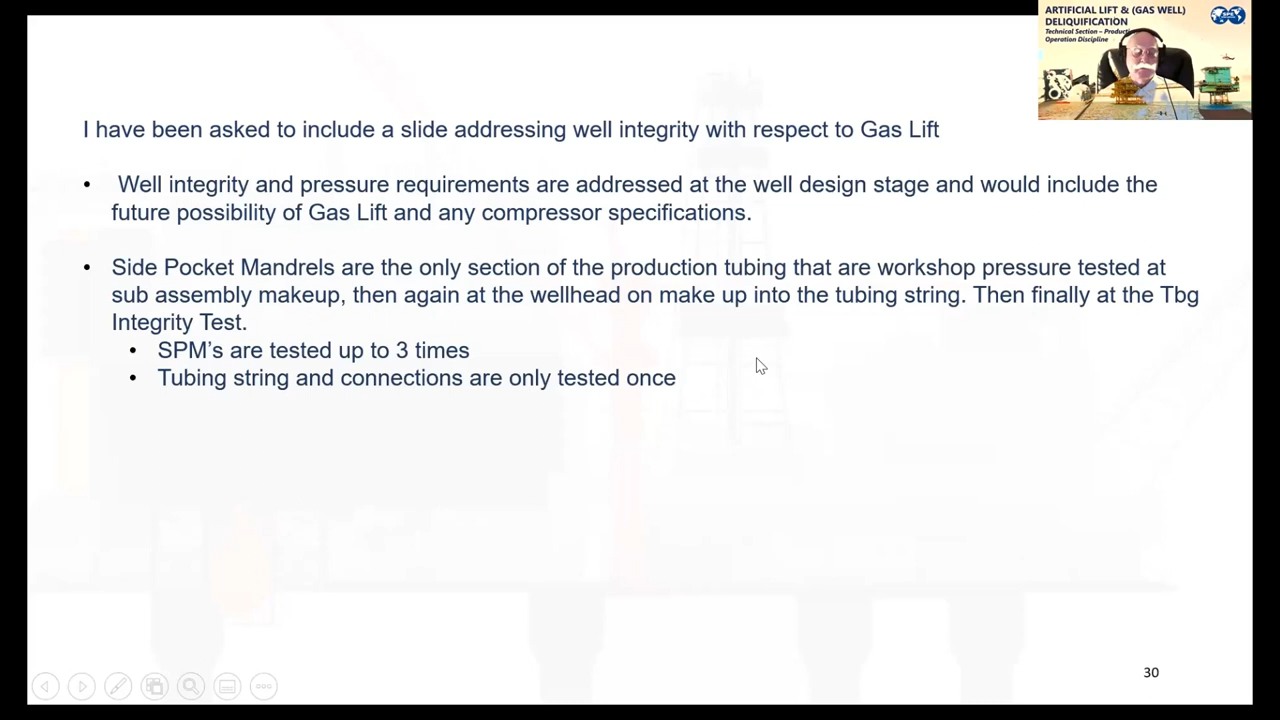 ARTIFICIAL LIFT & (GAS WELL)
DELIQUIFICATION
Technical Section – Producti
Operation Discipline
I have been asked to include a slide addressing well integrity with respect to Gas Lift
• Well integrity and pressure requirements are addressed at the well design stage and would include the
future possibility of Gas Lift and any compressor specifications.
• Side Pocket Mandrels are the only section of the production tubing that are workshop pressure tested at
sub assembly makeup, then again at the wellhead on make up into the tubing string. Then finally at the Tbg
Integrity Test.
• SPM’s are tested up to 3 times
• Tubing string and connections are only tested once
30